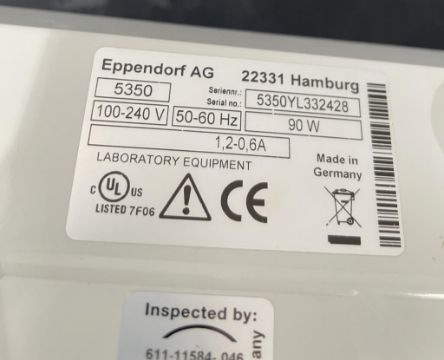 Eppendorf AG 22331 Hamburg
5350 Seriennr.: Serial no.: 5350YL332428
100-240 V 50-60 Hz 90 W
1,2-0,6A
LABORATORY EQUIPMENT
Made in
Germany
c UL US
LISTED 7F06
CE
Inspected by:
611-11584- 046
any